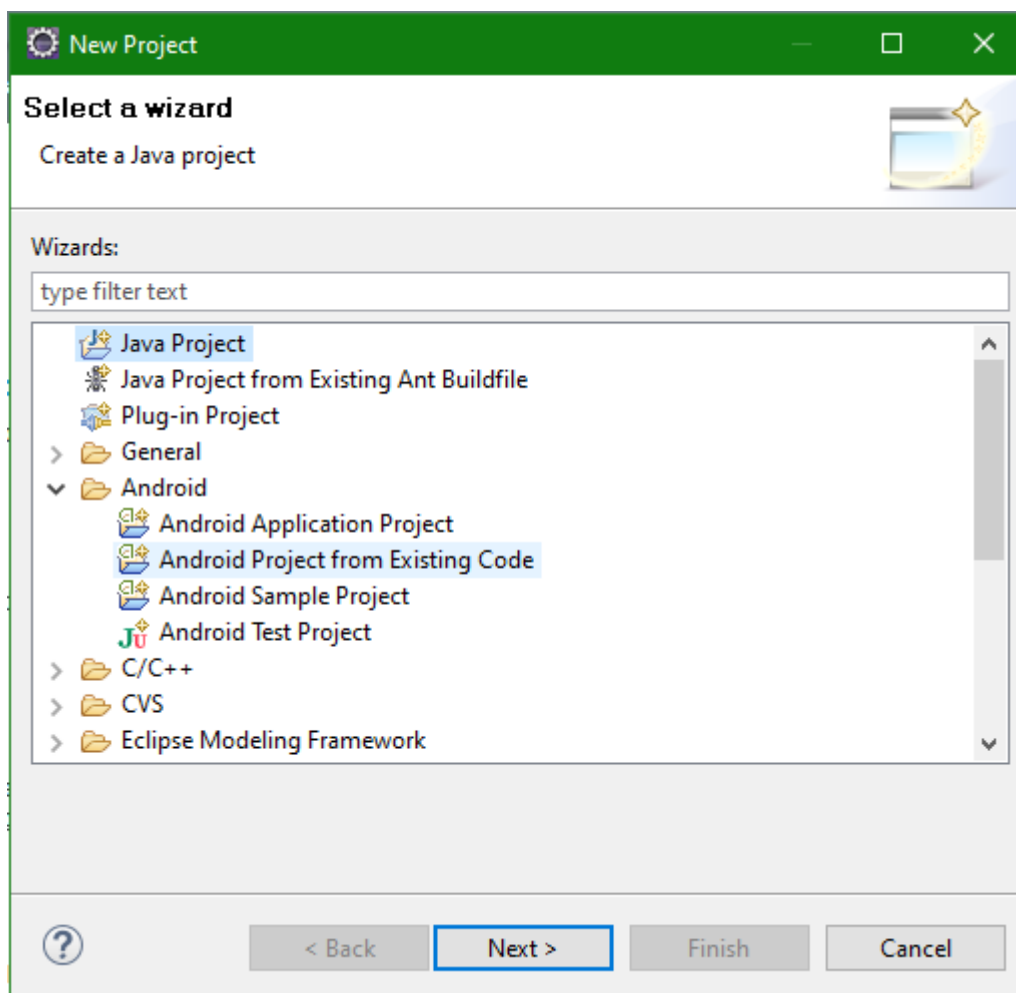 New Project
Select a wizard
Create a Java project
Wizards:
type filter text
Java Project
Java Project from Existing Ant Buildfile
Plug-in Project
General
Android
Android Application Project
Android Project from Existing Code
Android Sample Project
Android Test Project
C/C++
CVS
Eclipse Modeling Framework
< Back Next > Finish Cancel